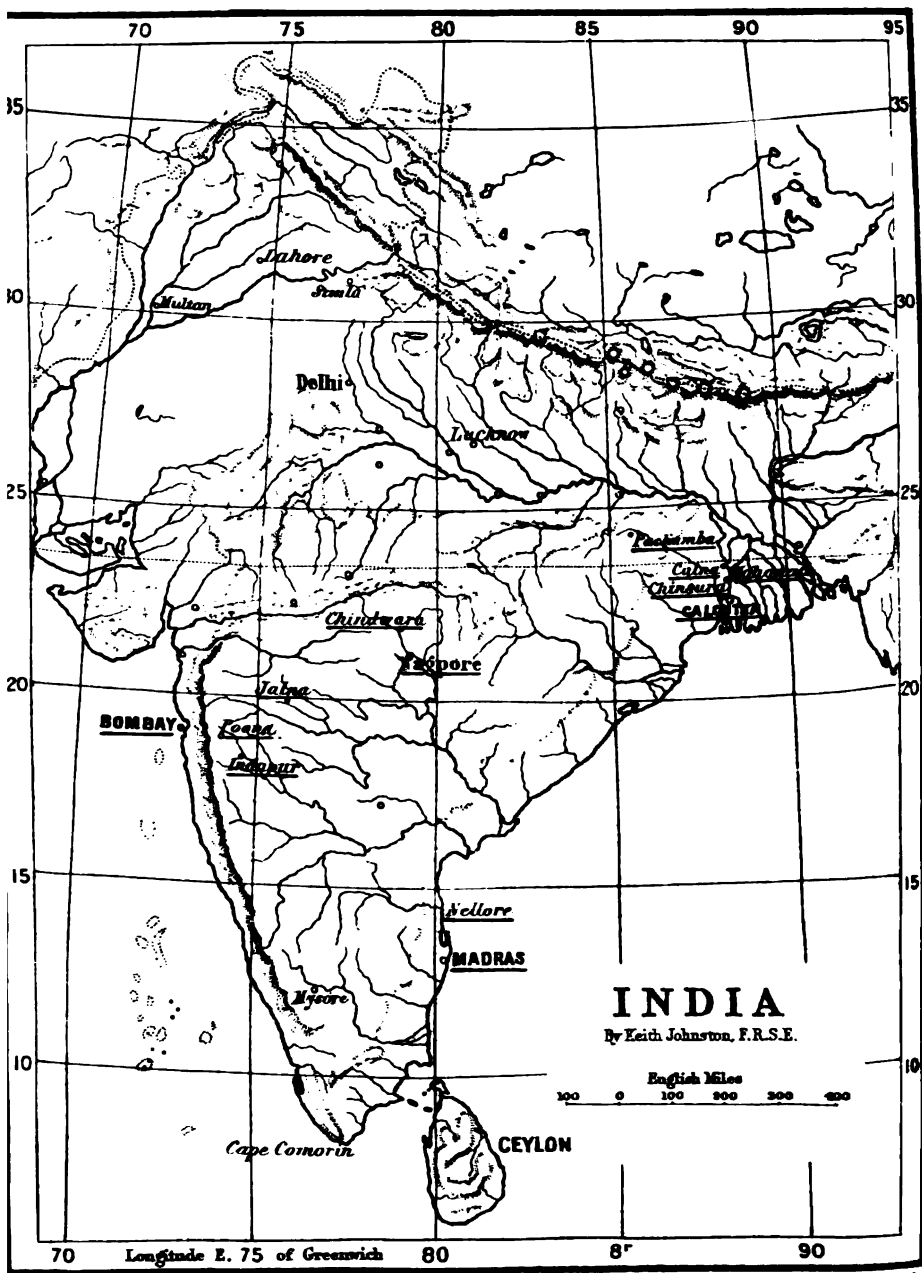 70 75 80 85 90 95
35 35
Lahore
Simla
Multan
30 30
Delhi
Lucknow
25 25
Pachamba
Culna
Chinsura
CALCUTTA
Chindwara
Nagpore
20 20
Jalna
BOMBAY
Poona
Indapur
15 15
Nellore
MADRAS
Mysore
INDIA
By Keith Johnston, F.R.S.E.
10 10
English Miles
100 0 100 200 300 400
Cape Comorin
CEYLON
70 75 80 90
Longitude E. of Greenwich